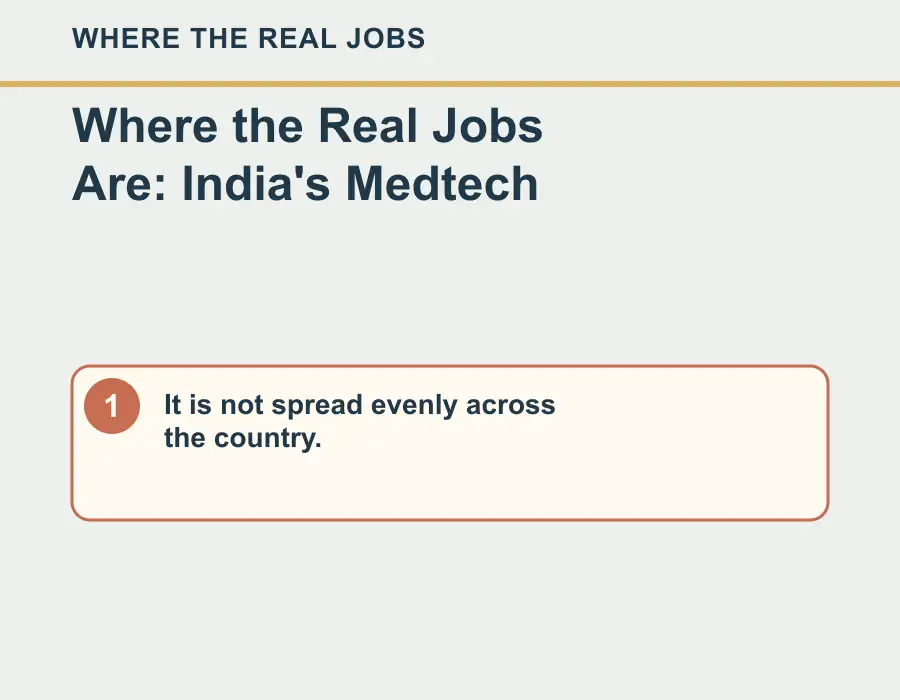 WHERE THE REAL JOBS
Where the Real Jobs
Are: India's Medtech
1
It is not spread evenly across
the country.